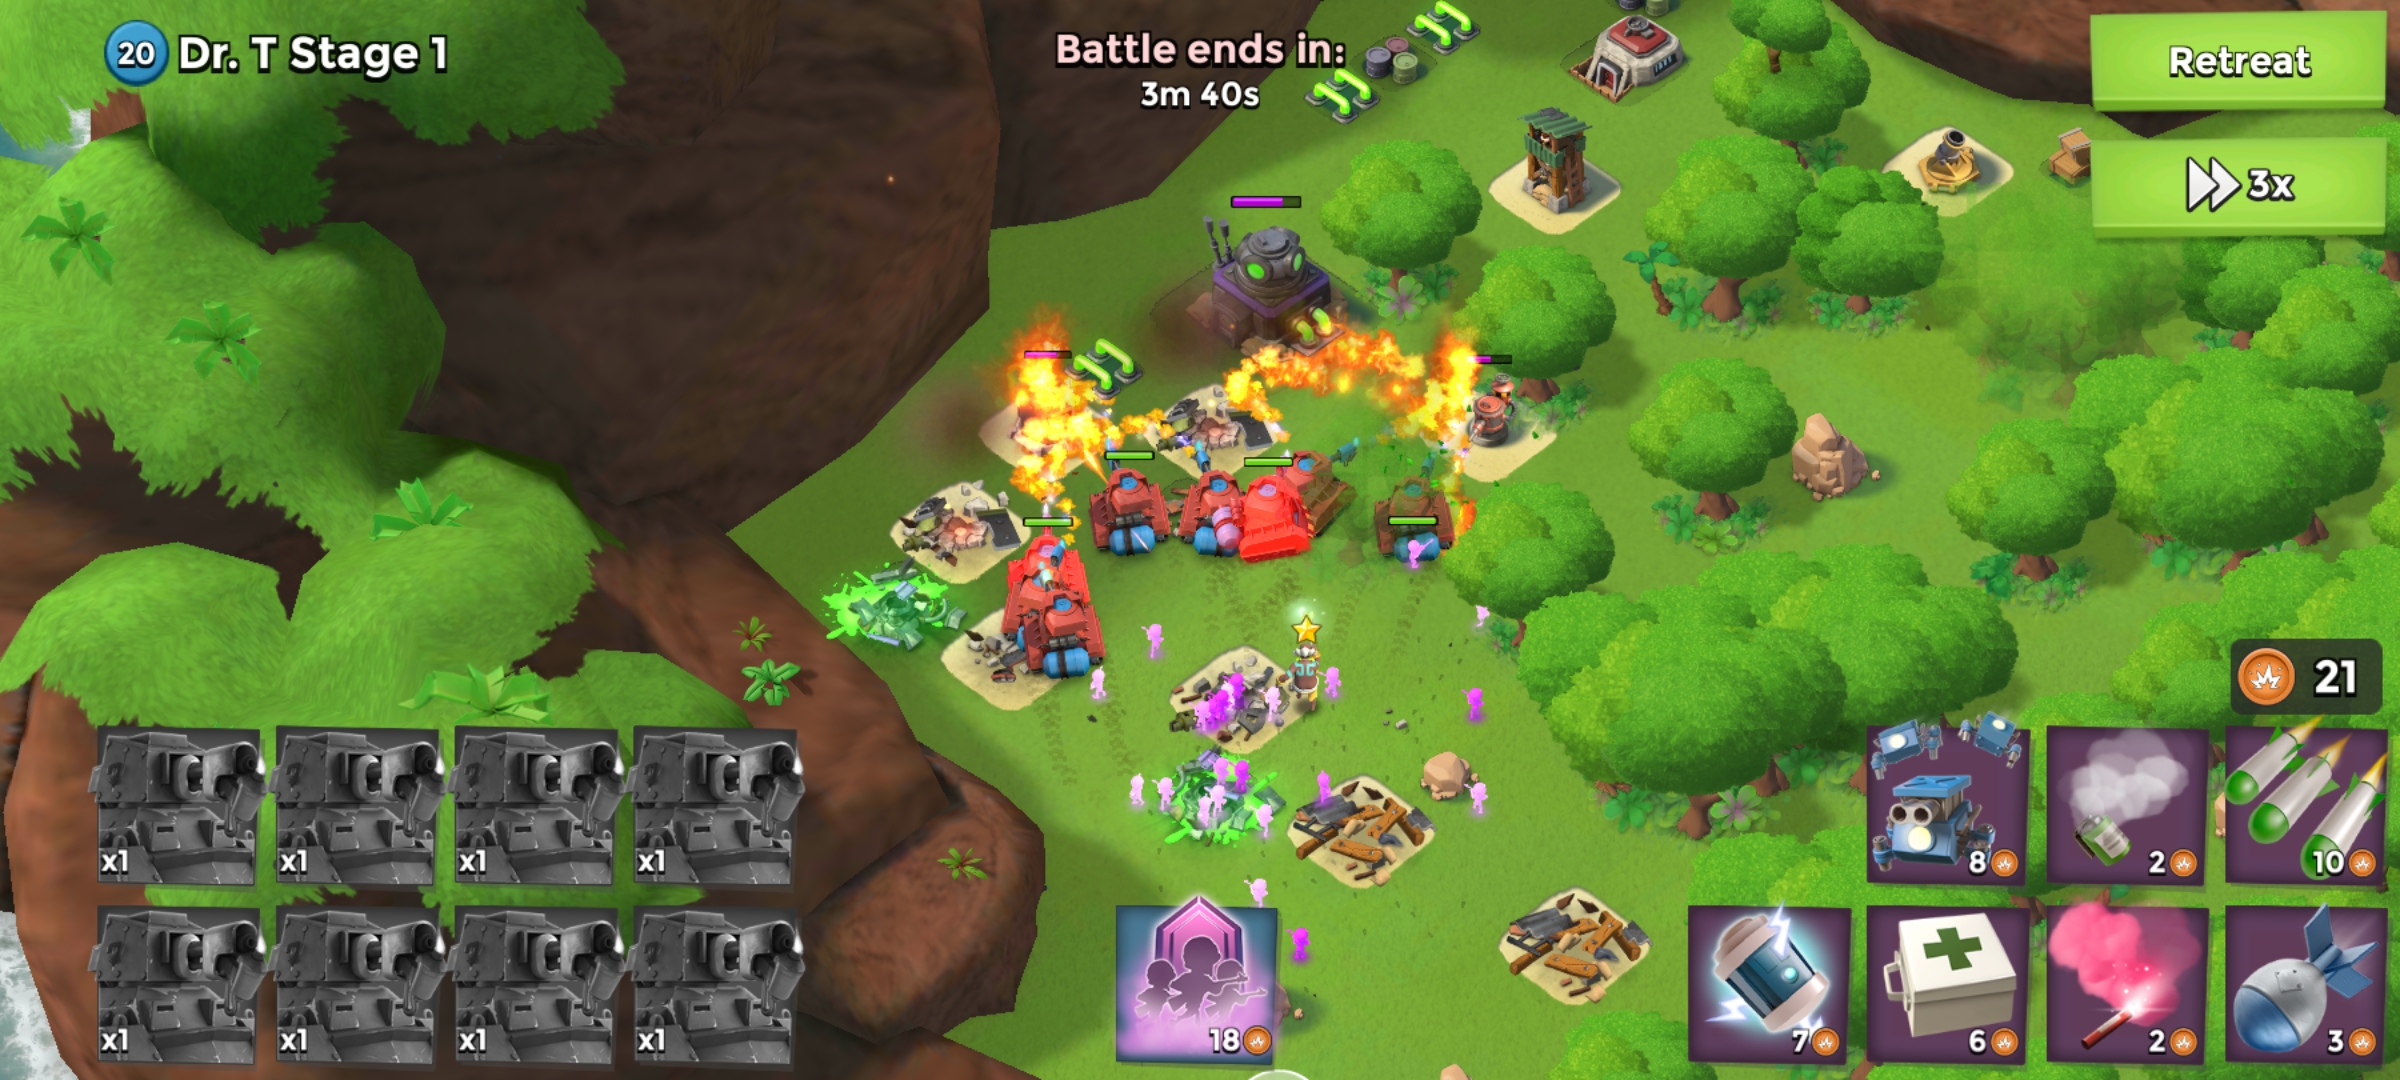 20 Dr. T Stage 1
Battle ends in:
3m 40s
Retreat
3x
21
8
2
10
x1
x1
x1
x1
x1
x1
x1
x1
18
7
6
2
3